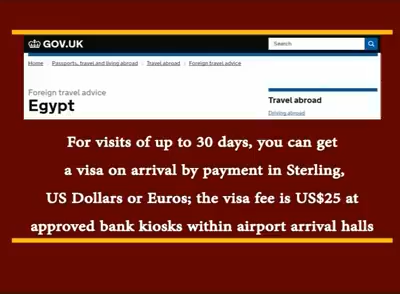 GOV.UK
Search
Home Passports, travel and living abroad Travel abroad Foreign travel advice
Foreign travel advice
Egypt
Travel abroad
Driving abroad
For visits of up to 30 days, you can get
a visa on arrival by payment in Sterling,
US Dollars or Euros; the visa fee is US$25 at
approved bank kiosks within airport arrival halls